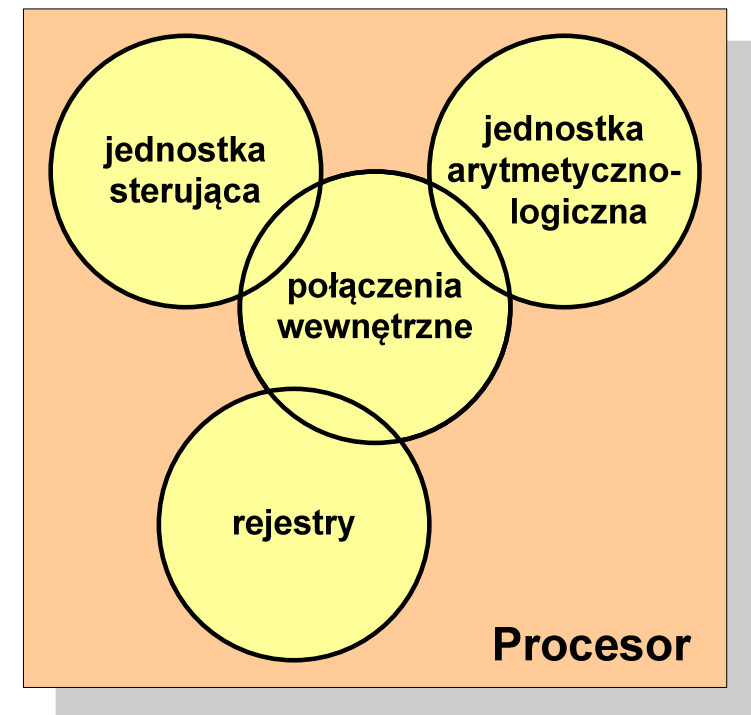 jednostka
sterująca
jednostka
arytmetyczno-
logiczna
połączenia
wewnętrzne
rejestry
Procesor